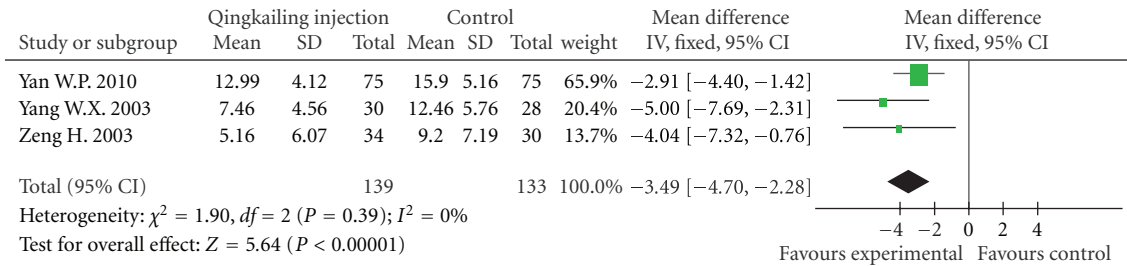 Qingkailing injection Control Mean difference Mean difference
Study or subgroup Mean SD Total Mean SD Total weight IV, fixed, 95% CI IV, fixed, 95% CI
Yan W.P. 2010 12.99 4.12 75 15.9 5.16 75 65.9% −2.91 [−4.40, −1.42]
Yang W.X. 2003 7.46 4.56 30 12.46 5.76 28 20.4% −5.00 [−7.69, −2.31]
Zeng H. 2003 5.16 6.07 34 9.2 7.19 30 13.7% −4.04 [−7.32, −0.76]
Total (95% CI) 139 133 100.0% −3.49 [−4.70, −2.28]
Heterogeneity: χ² = 1.90, df = 2 (P = 0.39); I² = 0%
Test for overall effect: Z = 5.64 (P < 0.00001)
−4 −2 0 2 4
Favours experimental Favours control